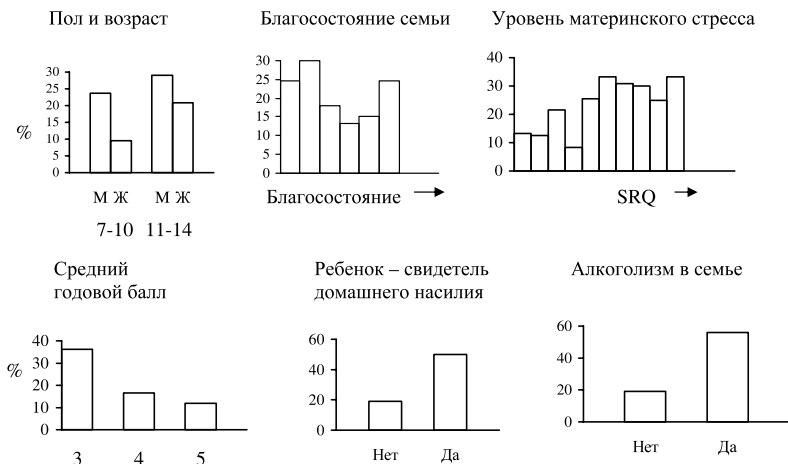 Пол и возраст
30
25
20
15
10
5
0
%
М Ж М Ж
7-10 11-14
Благосостояние семьи
30
25
20
15
10
5
0
Благосостояние
Уровень материнского стресса
40
30
20
10
0
SRQ
Средний
годовой балл
40
30
20
10
0
%
3 4 5
Ребенок – свидетель
домашнего насилия
60
40
20
0
Нет Да
Алкоголизм в семье
60
40
20
0
Нет Да